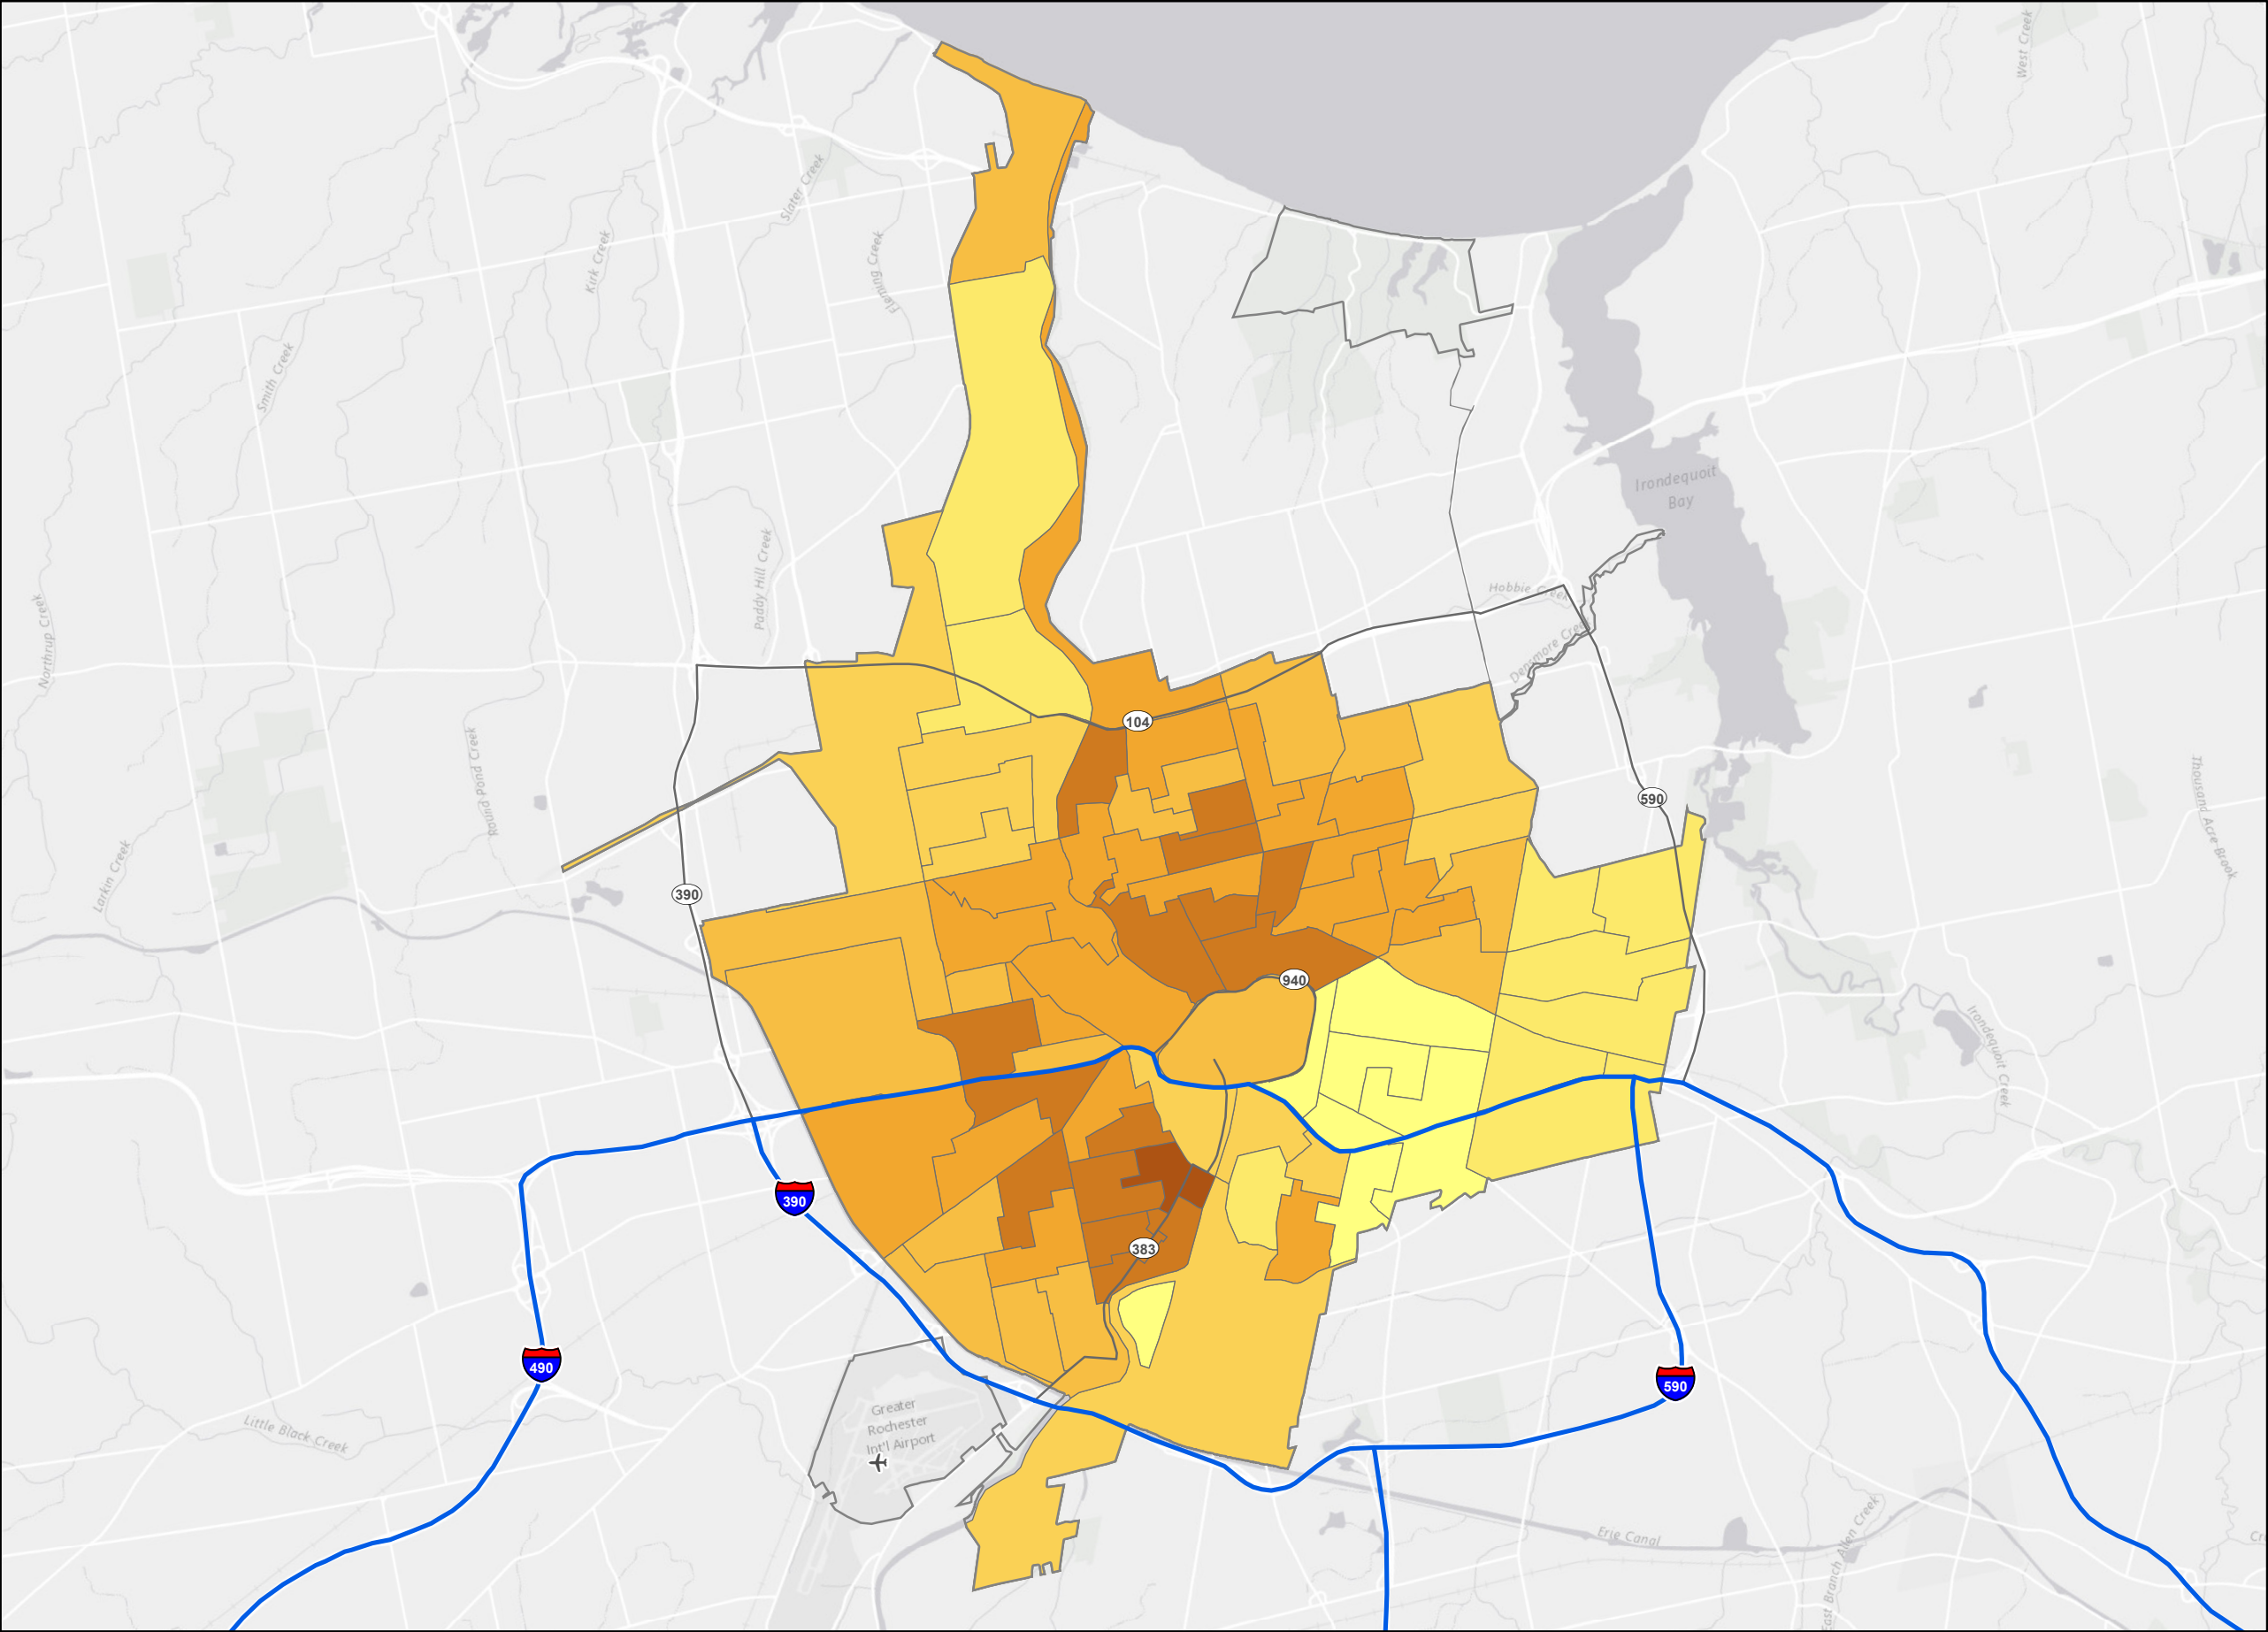 West Creek
Slater Creek
Kirk Creek
Fleming Creek
Smith Creek
Irondequoit
Bay
Paddy Hill Creek
Hobbie Creek
Northrup Creek
Densmore Creek
104
Round Pond Creek
590
Thousand Acre Brook
Larkin Creek
390
940
Irondequoit Creek
390
383
490
590
Greater
Rochester
Int'l Airport
Little Black Creek
Erie Canal
East Branch Allen Creek